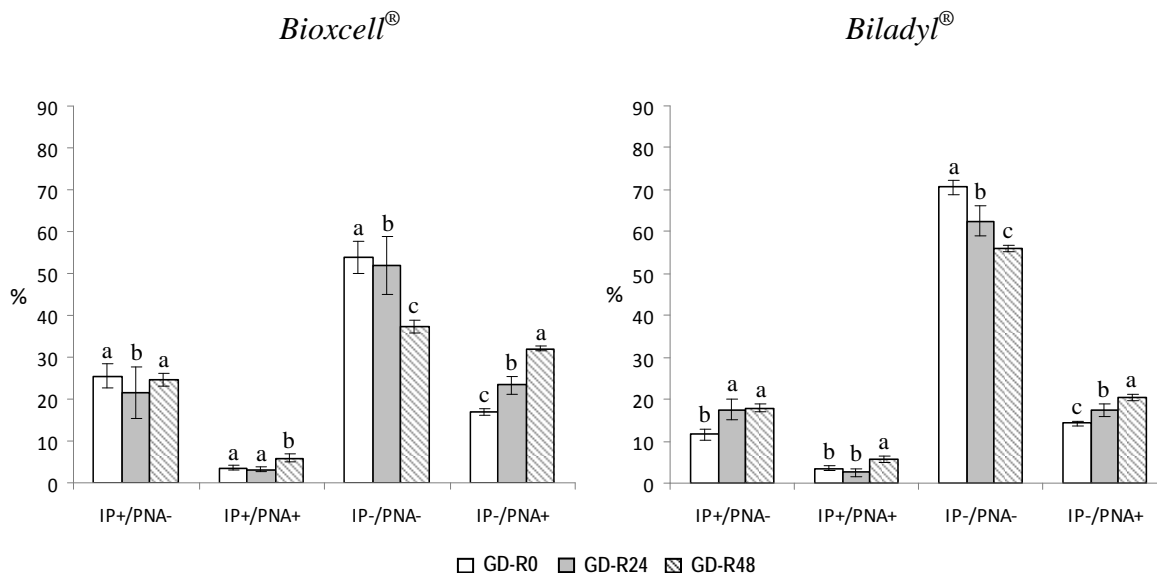 Bioxcell® Biladyl®
90 90
80 80
a
70 70
b
60 a b 60 c
50 50
% 40 c % 40
a
30 a b a 30
b
20 c 20 a a b a
b c
10 a a b 10 b b a
0 0
IP+/PNA- IP+/PNA+ IP-/PNA- IP-/PNA+ IP+/PNA- IP+/PNA+ IP-/PNA- IP-/PNA+
GD-R0 GD-R24 GD-R48